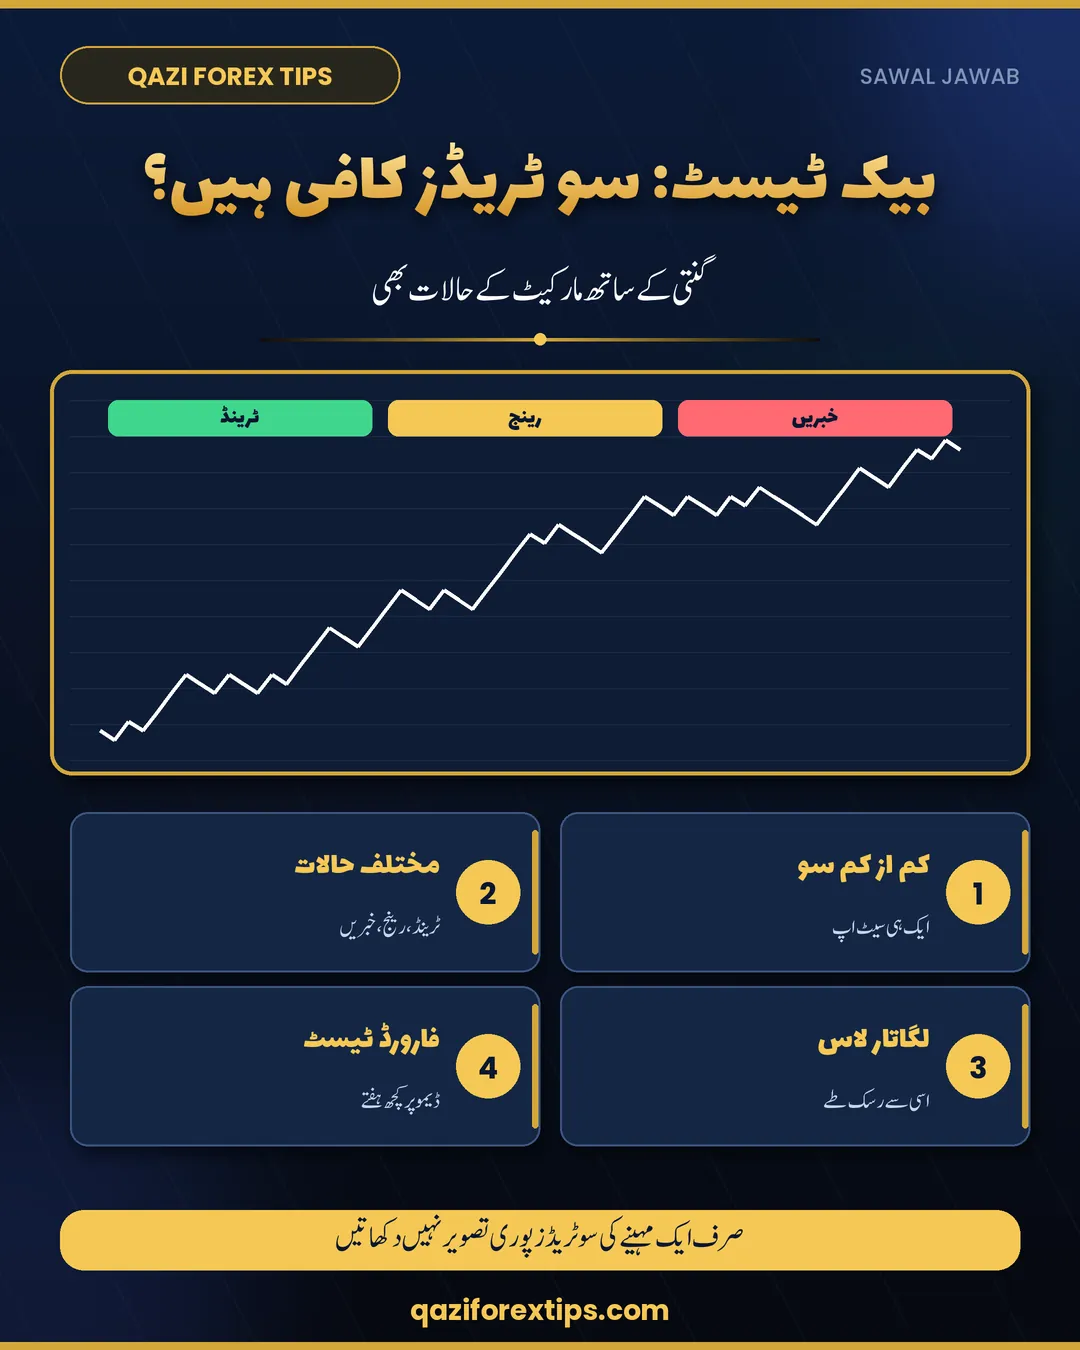 QAZI FOREX TIPS
SAWAL JAWAB
بیک ٹیسٹ: سو ٹریڈز کافی ہیں؟
گنتی کے ساتھ مارکیٹ کے حالات بھی
خبریں
رینج
ٹرینڈ
1
کم از کم سو
ایک ہی سیٹ اپ
2
مختلف حالات
ٹرینڈ، رینج، خبریں
3
لگاتار لاس
اسی سے رسک طے
4
فارورڈ ٹیسٹ
ڈیمو پر کچھ ہفتے
صرف ایک مہینے کی سو ٹریڈز پوری تصویر نہیں دکھاتیں
qaziforextips.com